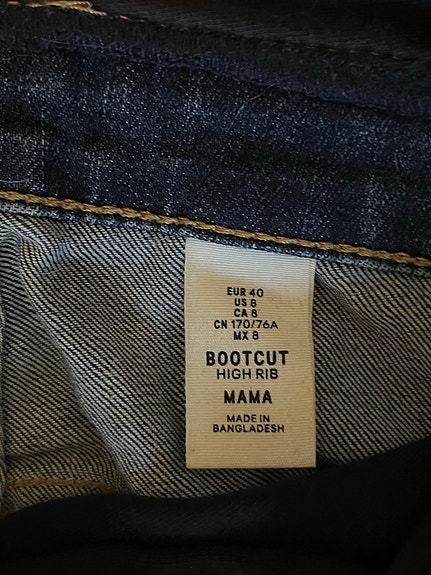 EUR 40
US 8
CA 8
CN 170/76A
MX 8
BOOTCUT
HIGH RIB
MAMA
MADE IN
BANGLADESH